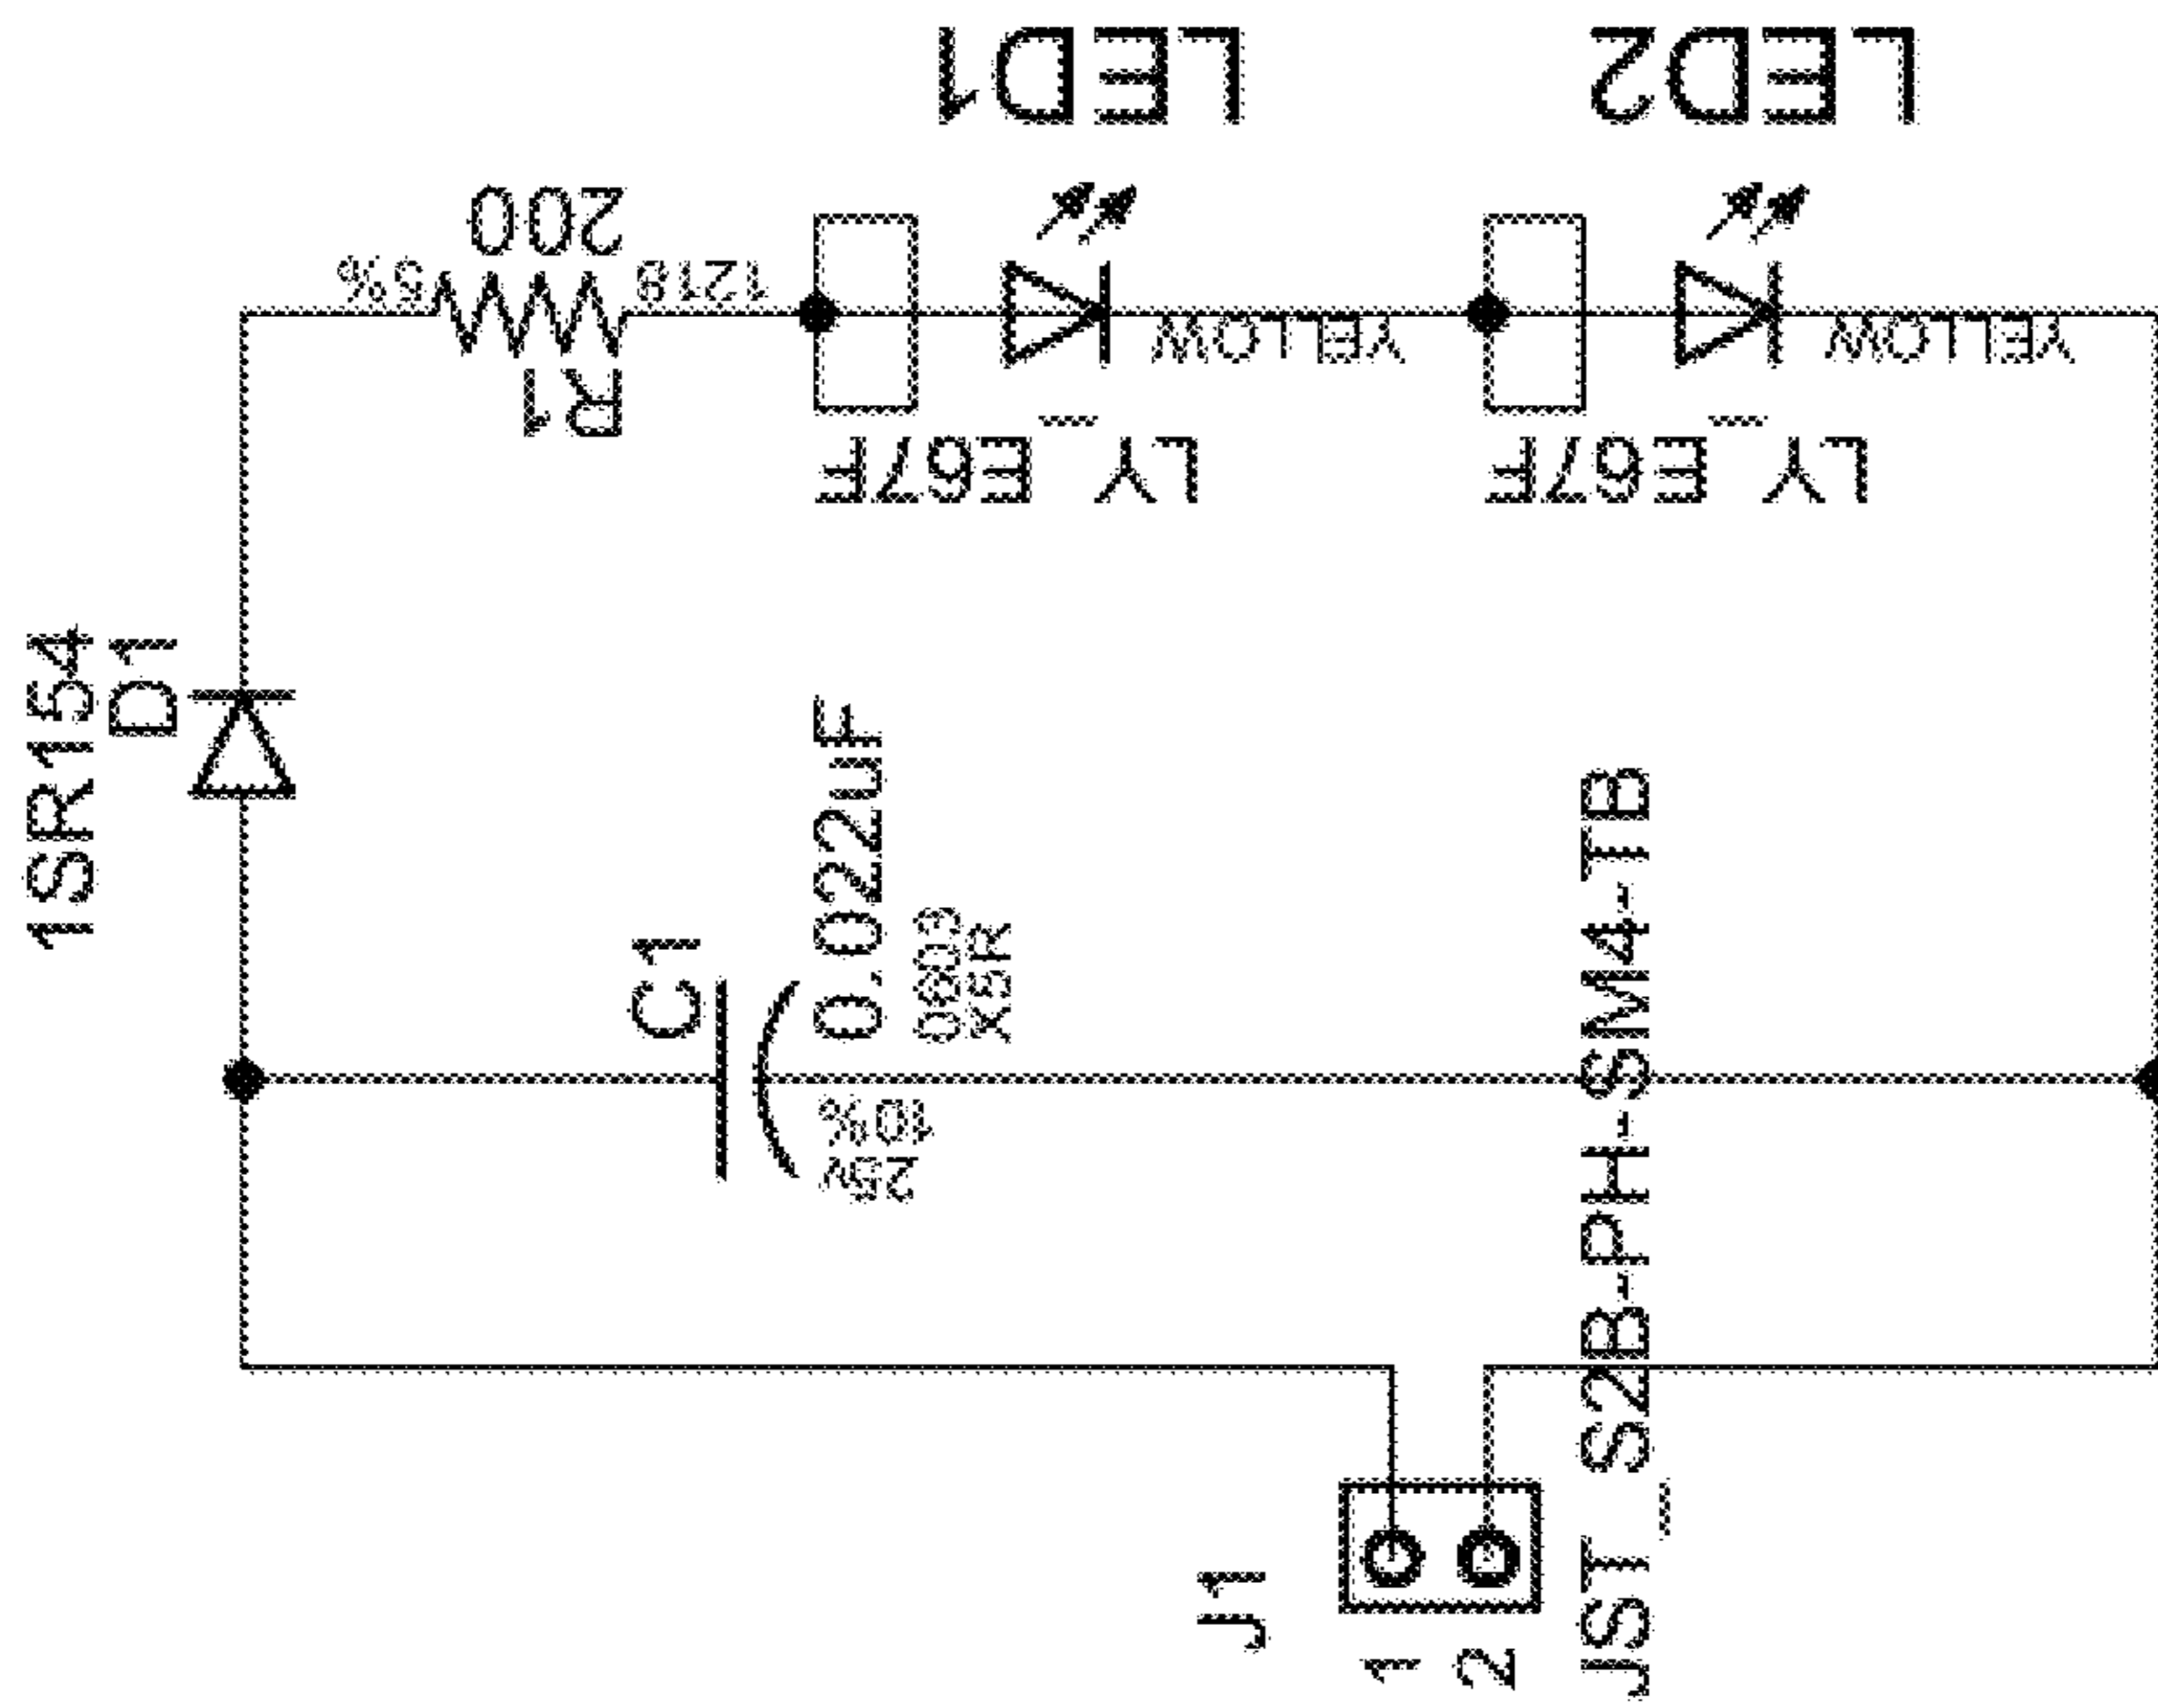 LED1
LED2
200
5%
1218
R1
YELLOW
YELLOW
LY_E67F
LY_E67F
1SR154
D1
C1
0.022uF
0603
X5R
10%
25V
JST_S2B-PH-SM4-TB
J1
1
2